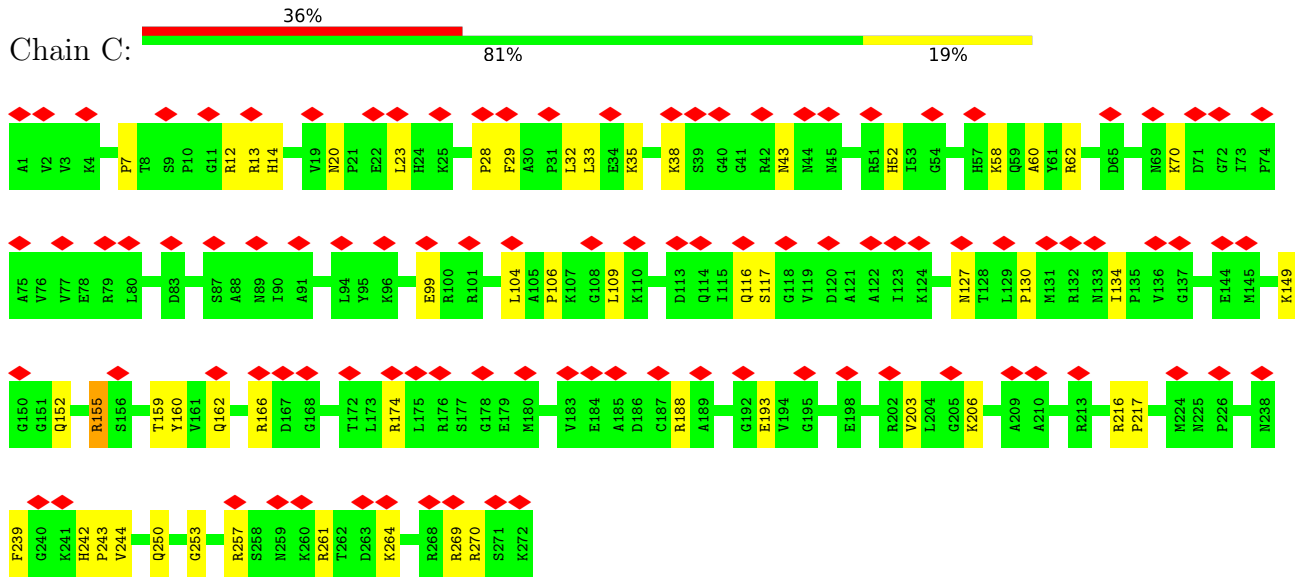 36%
Chain C:
81%
19%
A1 V2 V3 K4 P7 T8 S9 P10 G11 R12 R13 H14 V19 N20 P21 E22 L23 H24 K25 P28 F29 A30 P31 L32 L33 E34 K35 K38 S39 G40 G41 R42 N43 N44 N45 R51 H52 I53 G54 H57 K58 Q59 A60 Y61 R62 D65 N69 K70 D71 G72 I73 P74
A75 V76 V77 E78 R79 L80 D83 S87 A88 N89 I90 A91 L94 Y95 K96 E99 R100 R101 L104 A105 P106 K107 G108 L109 K110 D113 Q114 I115 Q116 S117 G118 V119 D120 A121 A122 I123 K124 N127 T128 L129 P130 M131 R132 N133 I134 P135 V136 G137 E144 M145 K149
G150 G151 Q152 R155 S156 T159 Y160 V161 Q162 R166 D167 G168 T172 L173 R174 L175 R176 S177 G178 E179 M180 V183 E184 A185 D186 C187 R188 A189 G192 E193 V194 G195 E198 R202 V203 L204 G205 K206 A209 A210 R213 R216 P217 M224 N225 P226 N238
F239 G240 K241 H242 P243 V244 Q250 G253 R257 S258 N259 K260 R261 T262 D263 K264 R268 R269 R270 S271 K272